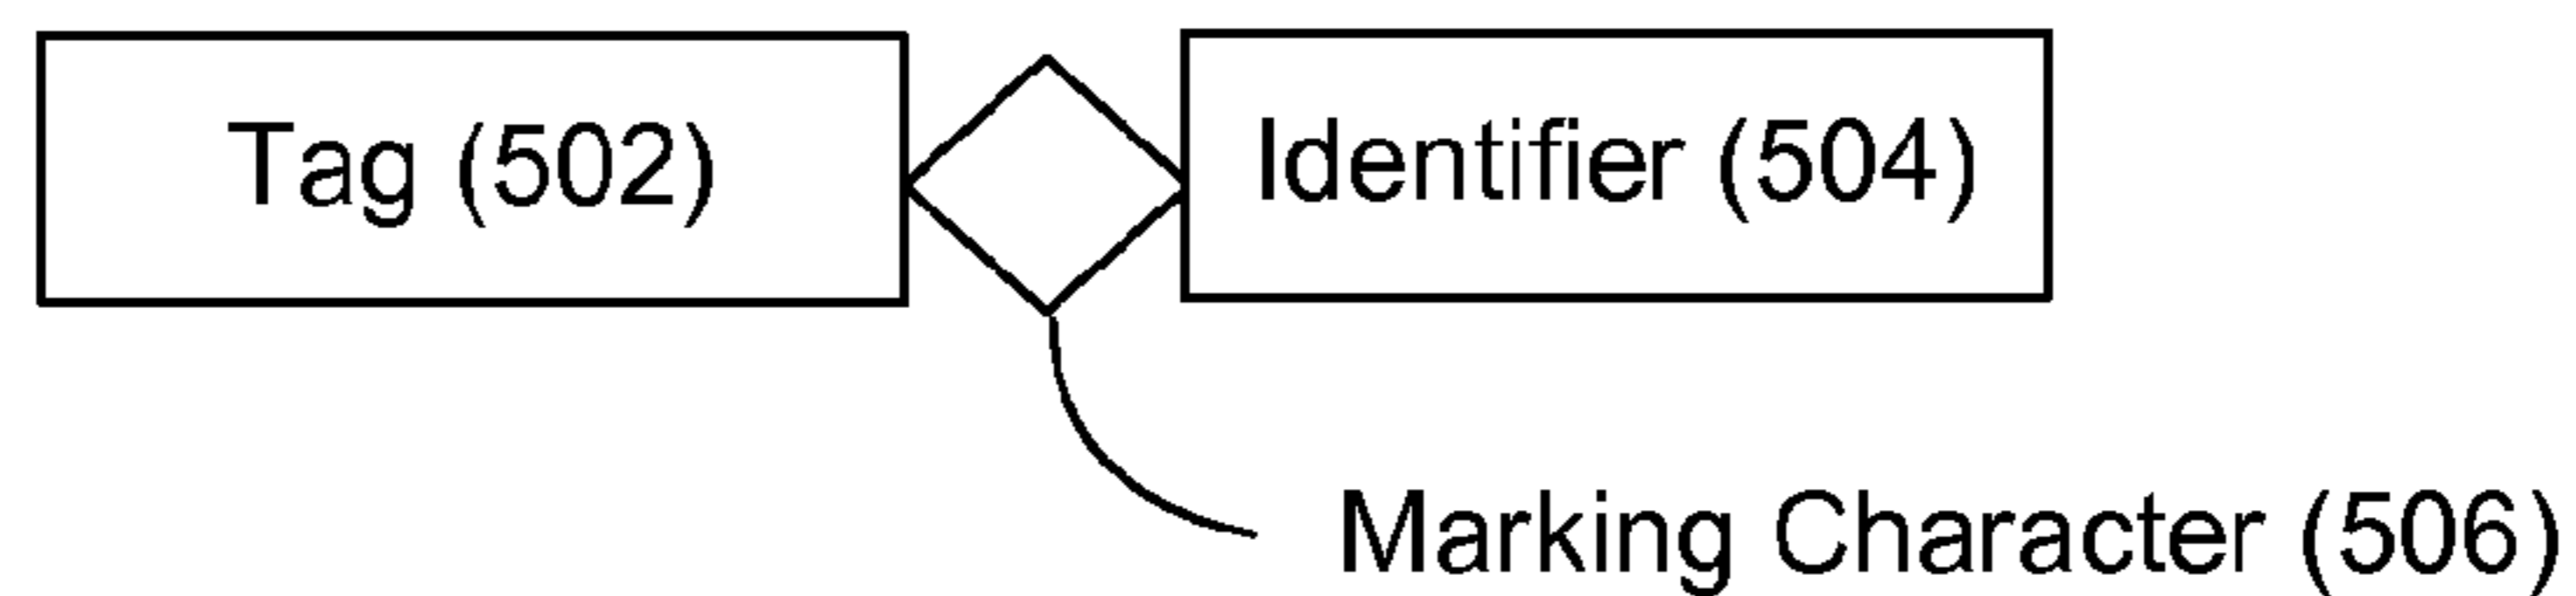 Tag (502)
Identifier (504)
Marking Character (506)